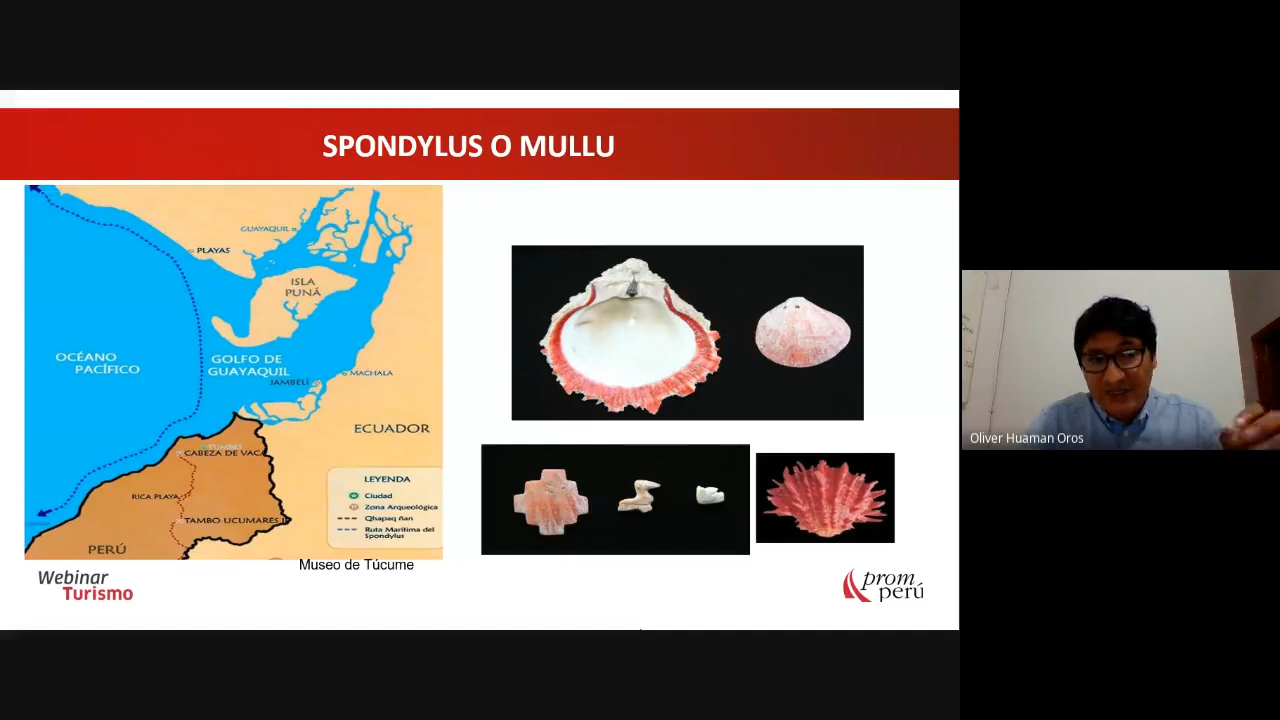 SPONDYLUS O MULLU
GUAYAQUIL
PLAYAS
ISLA
PUNÁ
OCÉANO
PACÍFICO
GOLFO DE
GUAYAQUIL
MACHALA
JAMBELÍ
ECUADOR
TUMBES
CABEZA DE VACA
RICA PLAYA
TAMBO UCUMARES
PERÚ
LEYENDA
Ciudad
Zona Arqueológica
Qhapaq ñan
Ruta Marítima del
Spondylus
Museo de Túcume
Webinar
Turismo
prom
perú
Oliver Huaman Oros